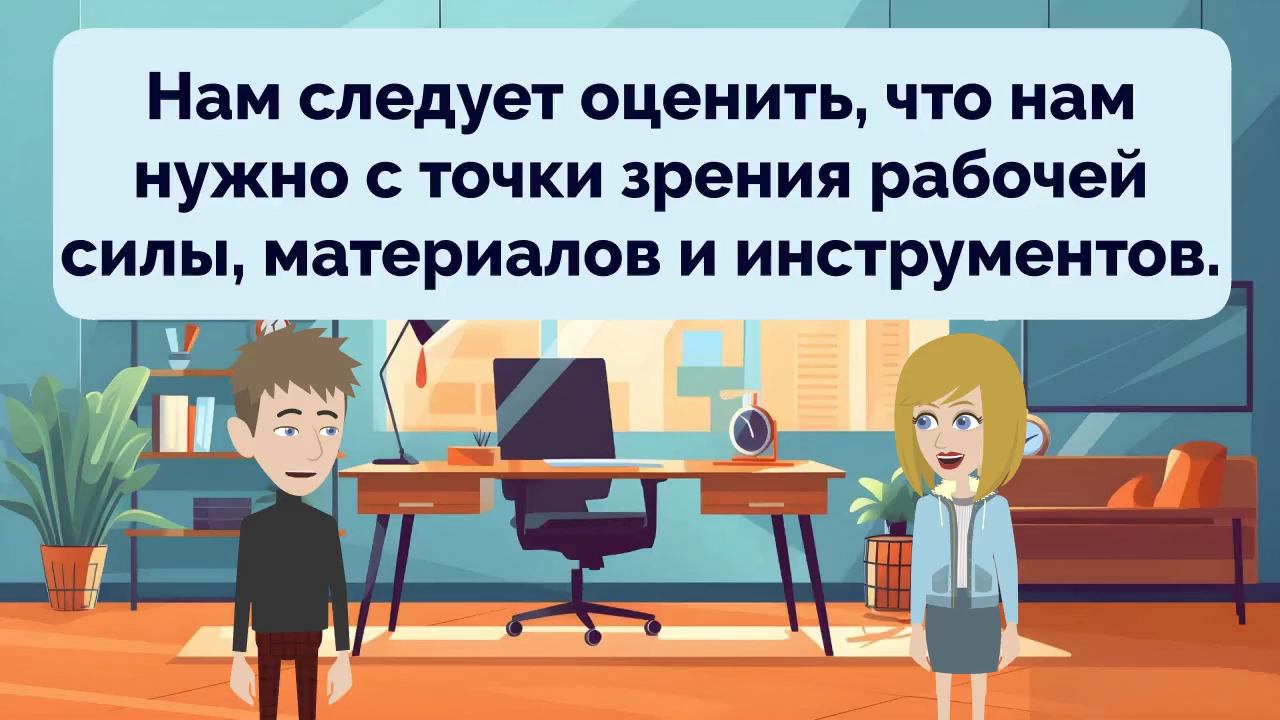 Нам следует оценить, что нам
нужно с точки зрения рабочей
силы, материалов и инструментов.